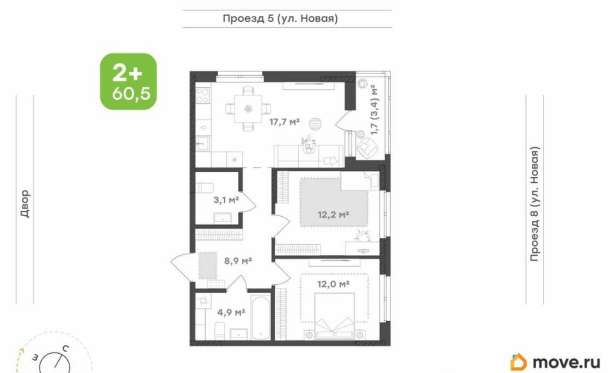 Проезд 5 (ул. Новая)
2+
60,5
17,7 м²
1,7 (3,4) м²
3,1 м²
12,2 м²
Двор
Проезд 8 (ул. Новая)
8,9 м²
12,0 м²
4,9 м²
З
С
move.ru